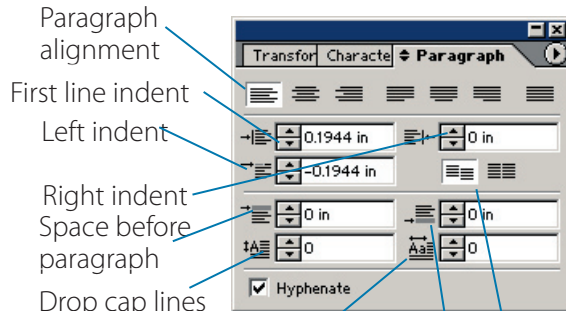 Paragraph
alignment
First line indent
Left indent
Right indent
Space before
paragraph
Drop cap lines
Transfor Characte Paragraph
0.1944 in 0 in
-0.1944 in
0 in 0 in
0 0
Hyphenate